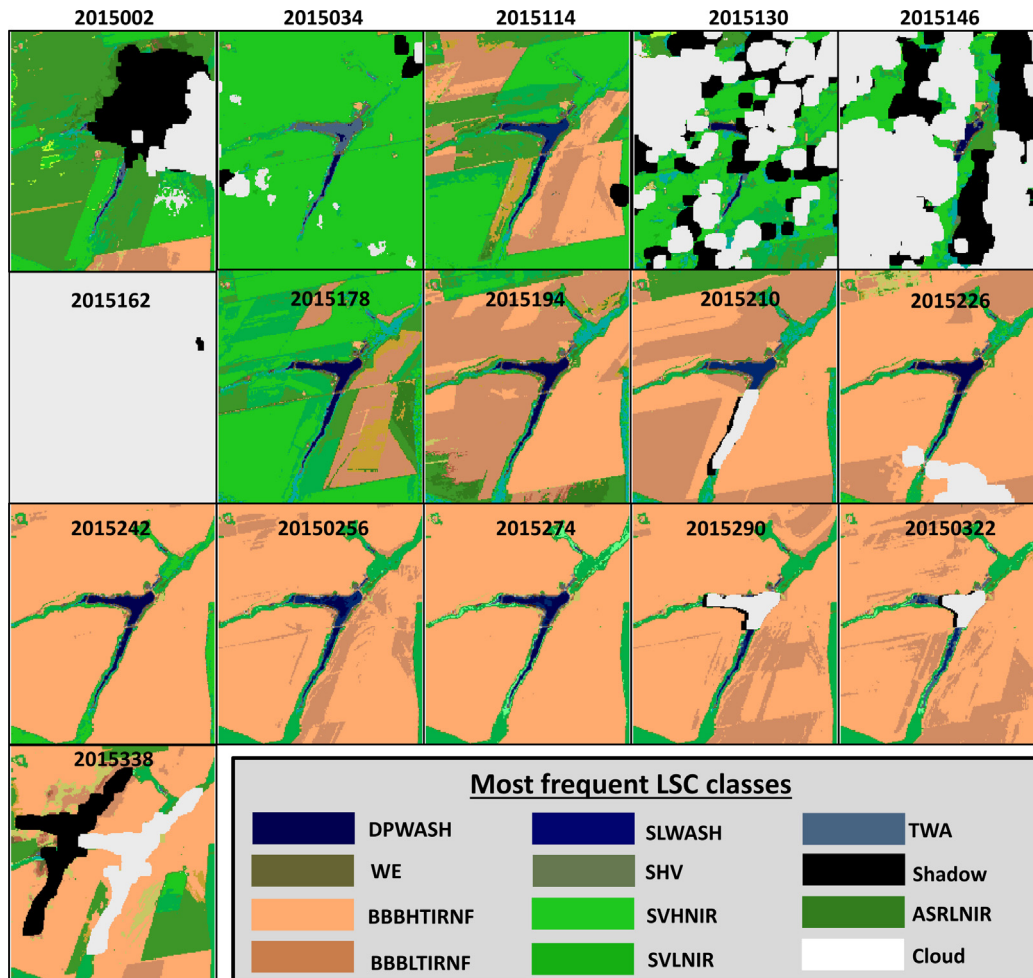 2015002 2015034 2015114 2015130 2015146
2015162 2015178 2015194 2015210 2015226
2015242 20150256 2015274 2015290 20150322
2015338
Most frequent LSC classes
DPWASH SLWASH TWA
WE SHV Shadow
BBBHTIRNF SVHNIR ASRLNIR
BBBLTIRNF SVLNIR Cloud